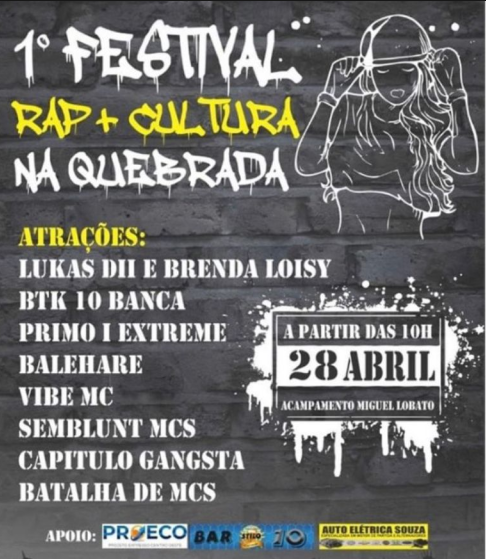 1º FESTIVAL
RAP + CULTURA
NA QUEBRADA
ATRAÇÕES:
LUKAS DII E BRENDA LOISY
BTK 10 BANCA
PRIMO I EXTREME
BALEHARE
VIBE MC
SEMBLUNT MCS
CAPITULO GANGSTA
BATALHA DE MCS
A PARTIR DAS 10H
28 ABRIL
ACAMPAMENTO MIGUEL LOBATO
APOIO: PROECO BAR 10 AUTO ELÉTRICA SOUZA